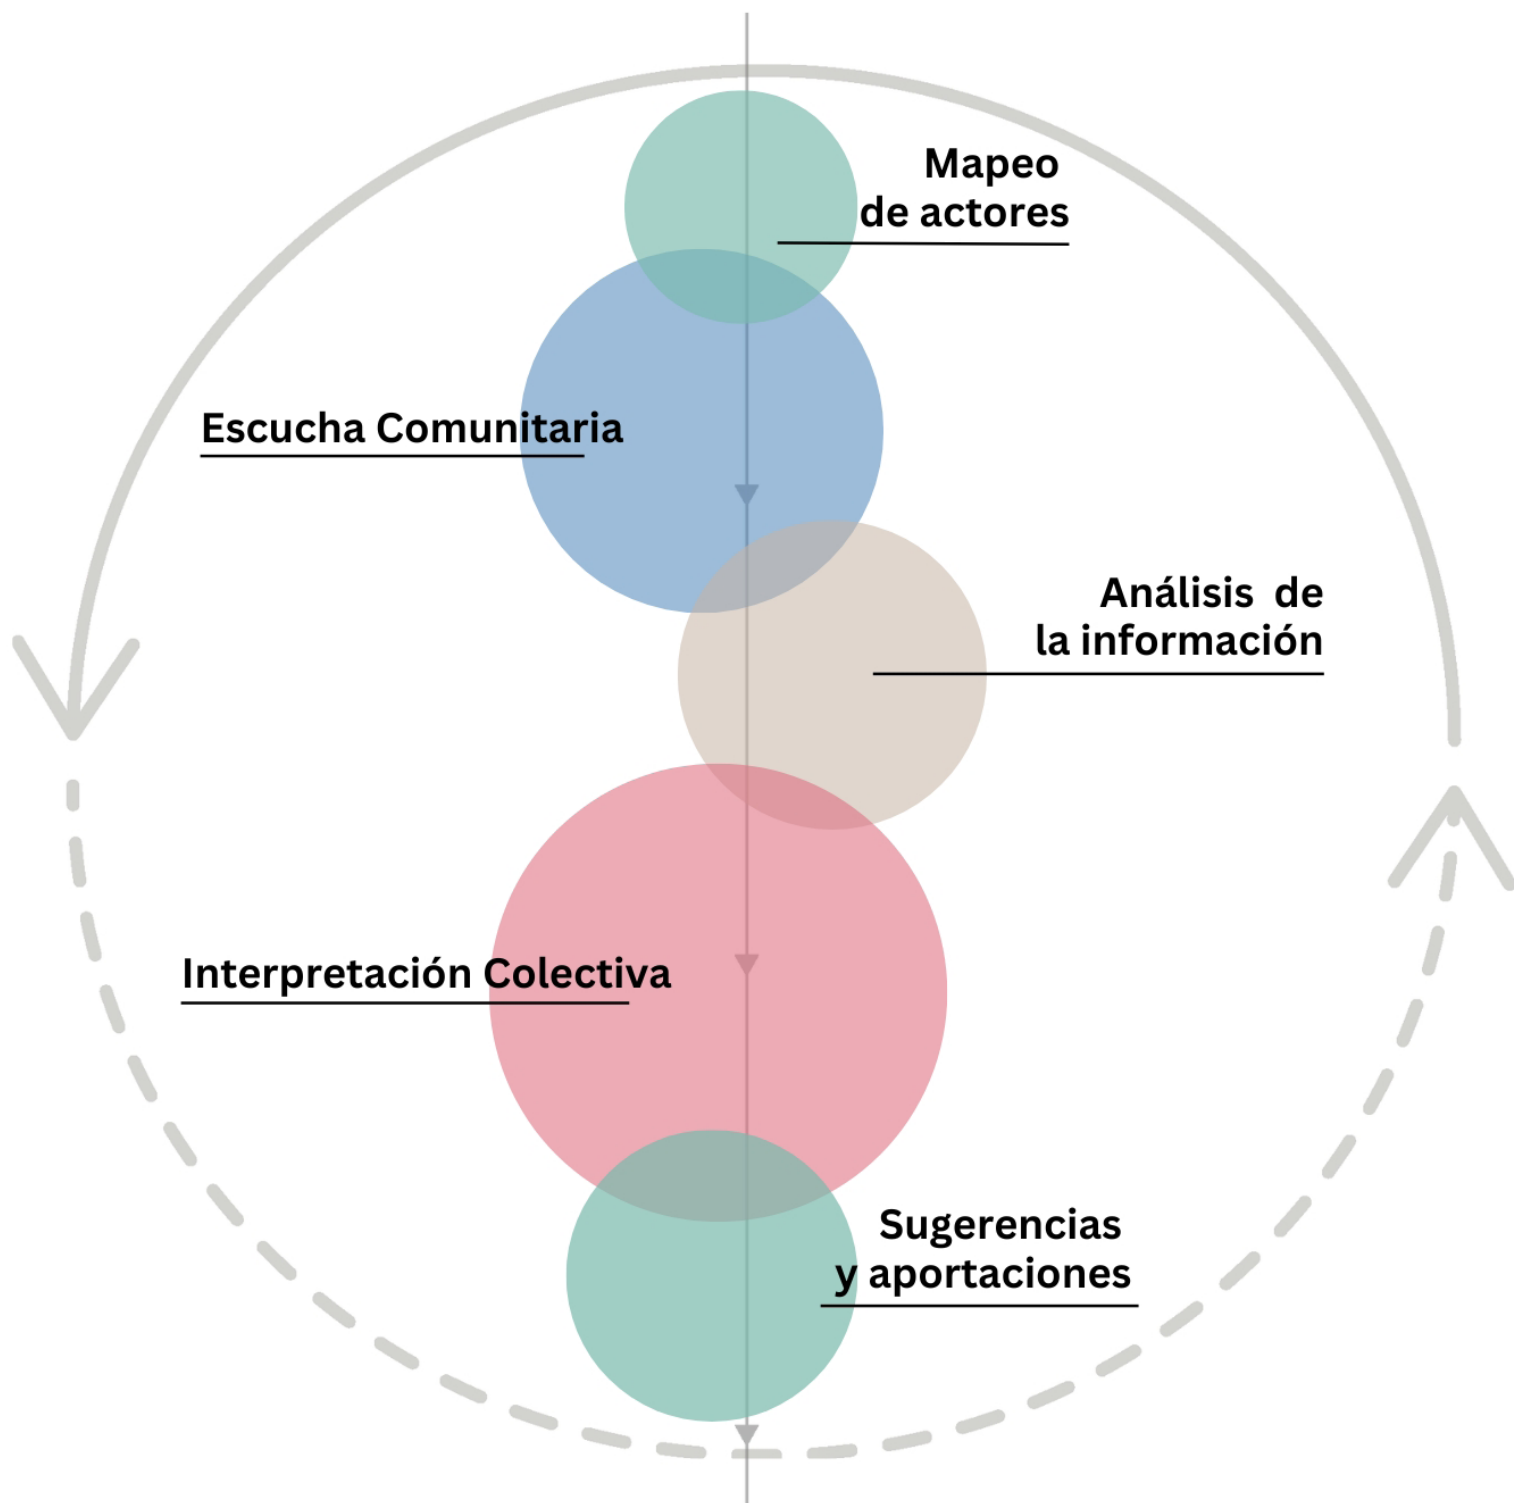 Mapeo
de actores
Escucha Comunitaria
Análisis de
la información
Interpretación Colectiva
Sugerencias
y aportaciones